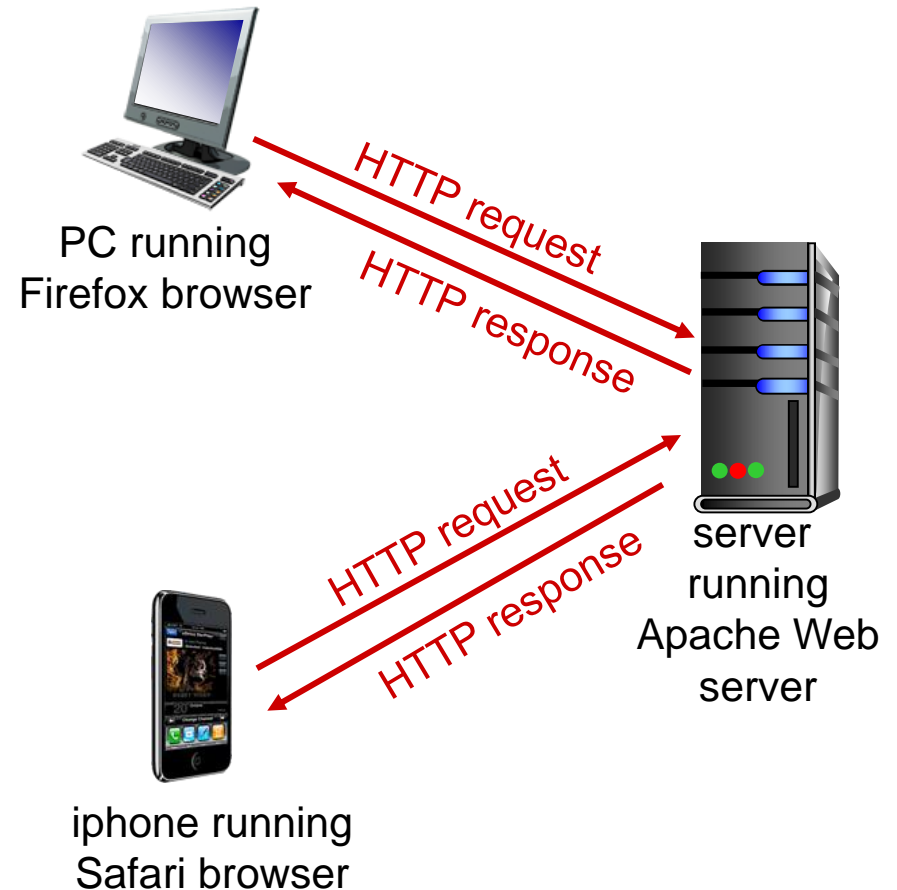 HTTP request
HTTP response
PC running
Firefox browser
HTTP request
HTTP response
server
running
Apache Web
server
iphone running
Safari browser